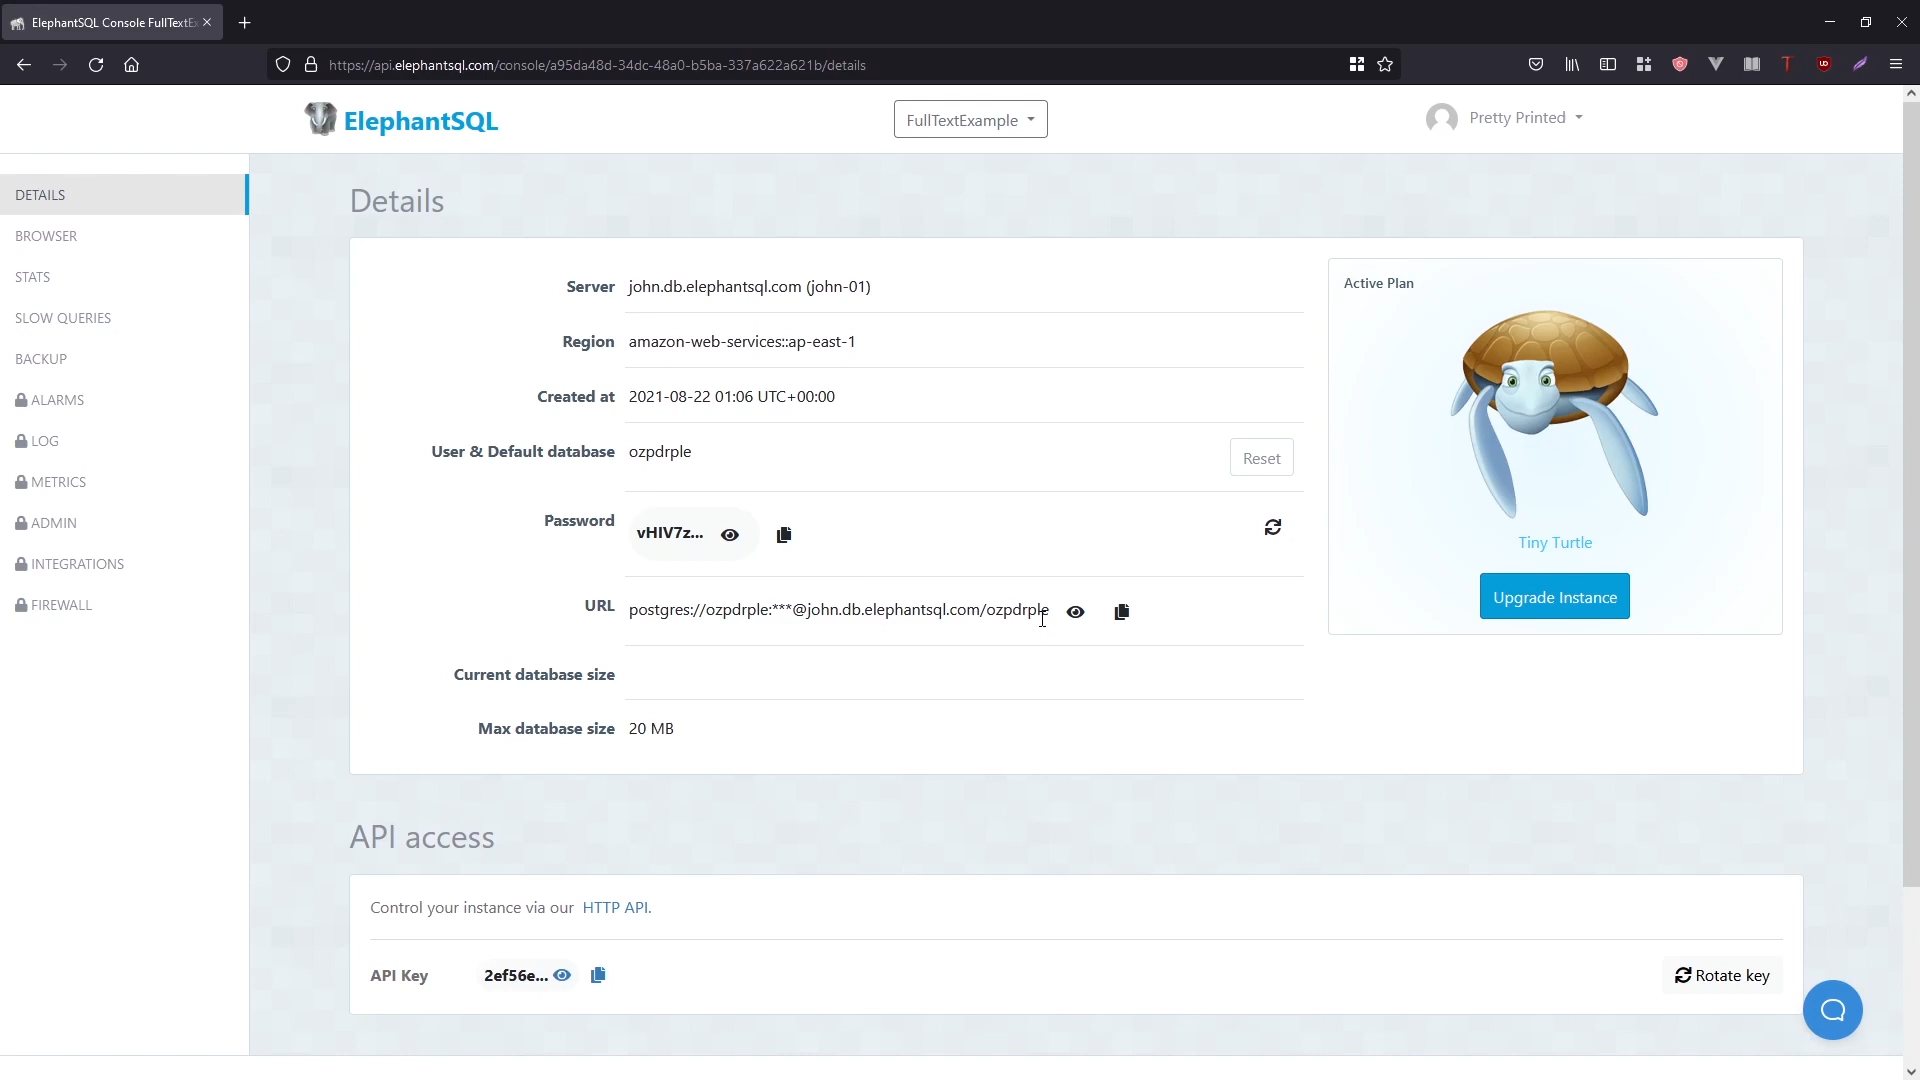 ElephantSQL Console FullTextEx
https://api.elephantsql.com/console/a95da48d-34dc-48a0-b5ba-337a622a621b/details
ElephantSQL
FullTextExample
Pretty Printed
DETAILS
BROWSER
STATS
SLOW QUERIES
BACKUP
ALARMS
LOG
METRICS
ADMIN
INTEGRATIONS
FIREWALL
Details
Server john.db.elephantsql.com (john-01)
Region amazon-web-services::ap-east-1
Created at 2021-08-22 01:06 UTC+00:00
User & Default database ozpdrple
Reset
Password vHIV7z...
URL postgres://ozpdrple:***@john.db.elephantsql.com/ozpdrple
Current database size
Max database size 20 MB
Active Plan
Tiny Turtle
Upgrade Instance
API access
Control your instance via our HTTP API.
API Key 2ef56e...
Rotate key